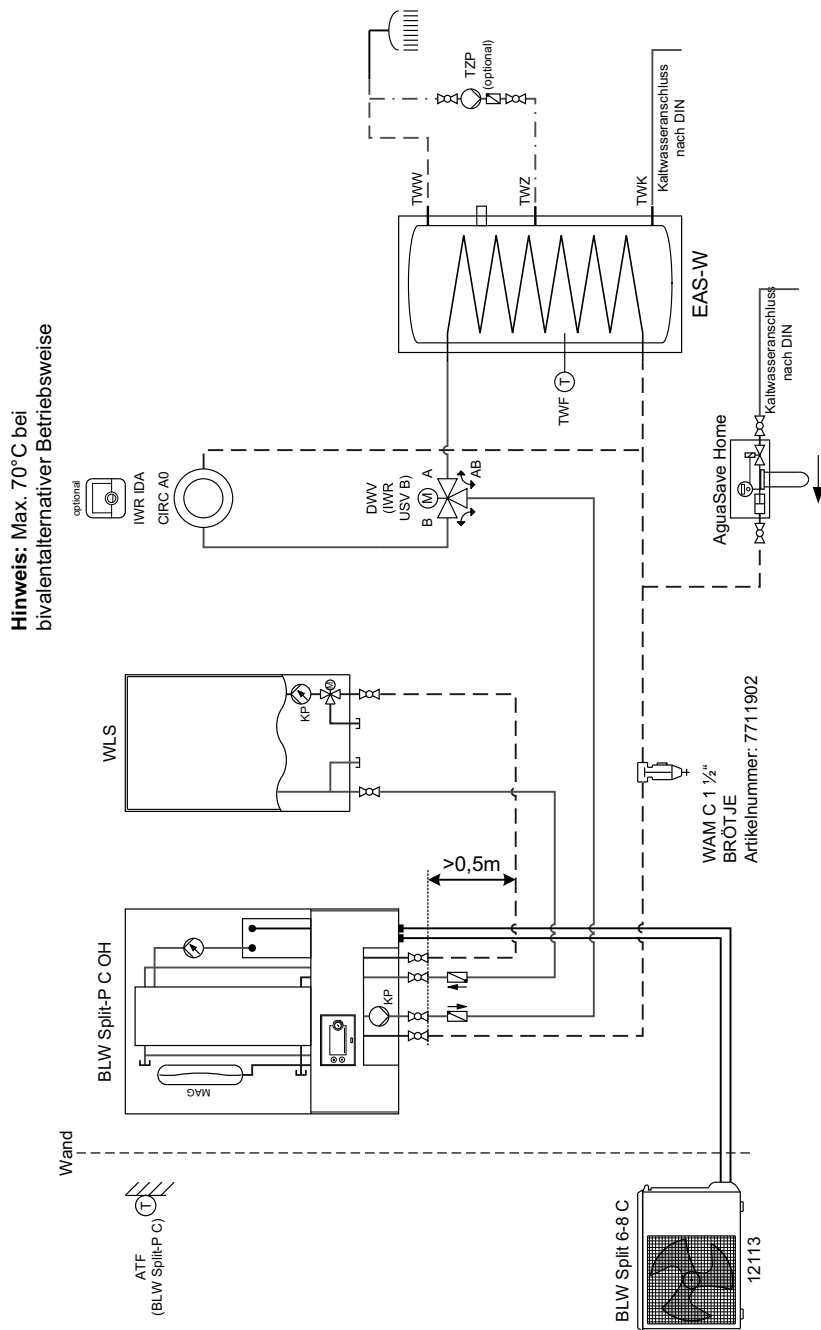 Hinweis: Max. 70°C bei
bivalentalternativer Betriebsweise
Wand
ATF
(BLW Split-P C)
T
BLW Split 6-8 C
12113
BLW Split-P C OH
MAG
KP
>0,5m
WLS
KP
M
optional
IWR IDA
CIRC A0
DWV
(IWR
USV B)
B
M
A
AB
WAM C 1 ½“
BRÖTJE
Artikelnummer: 7711902
AguaSave Home
Kaltwasseranschluss
nach DIN
TWF
T
EAS-W
TWW
TWZ
TWK
TZP
(optional)
Kaltwasseranschluss
nach DIN